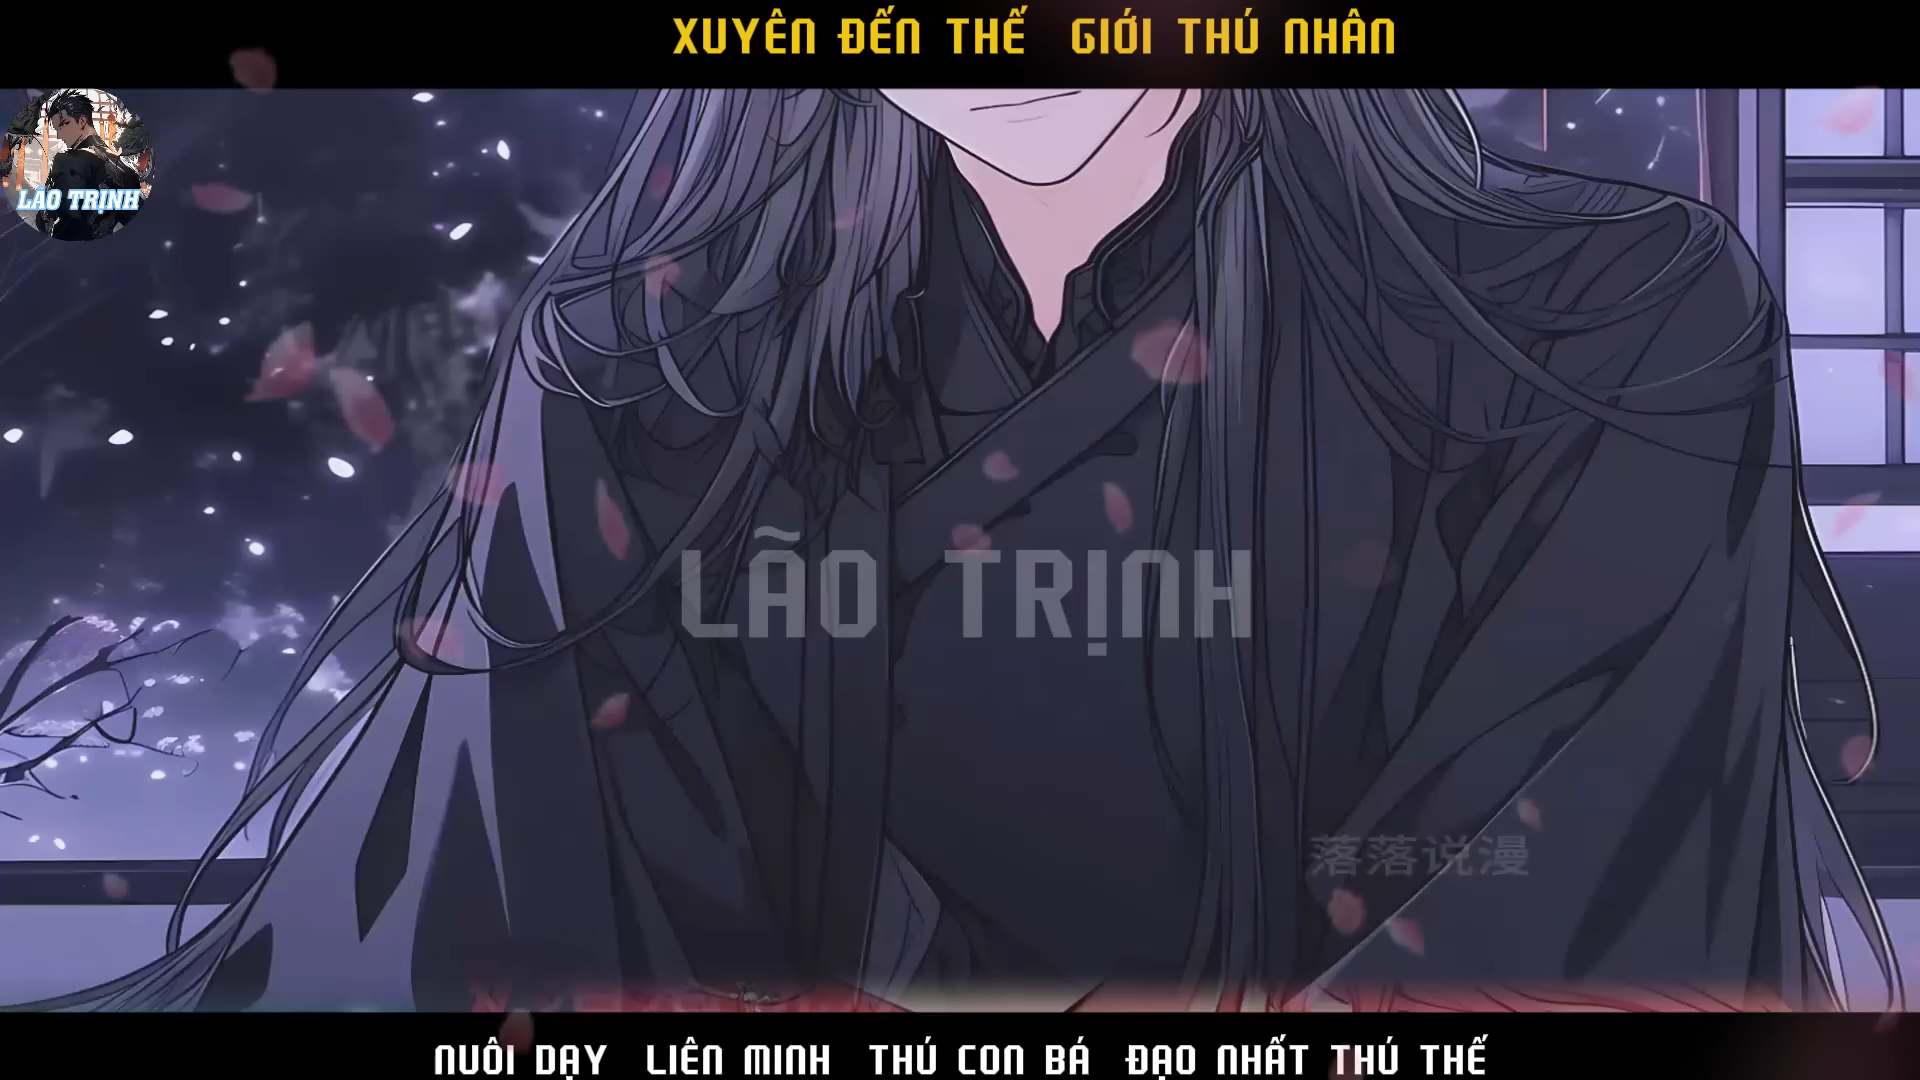 XUYÊN ĐẾN THẾ GIỚI THÚ NHÂN
LÃO TRỊNH
LÃO TRỊNH
落落说漫
NUÔI DẠY LIÊN MINH THÚ CON BÁ ĐẠO NHẤT THÚ THẾ